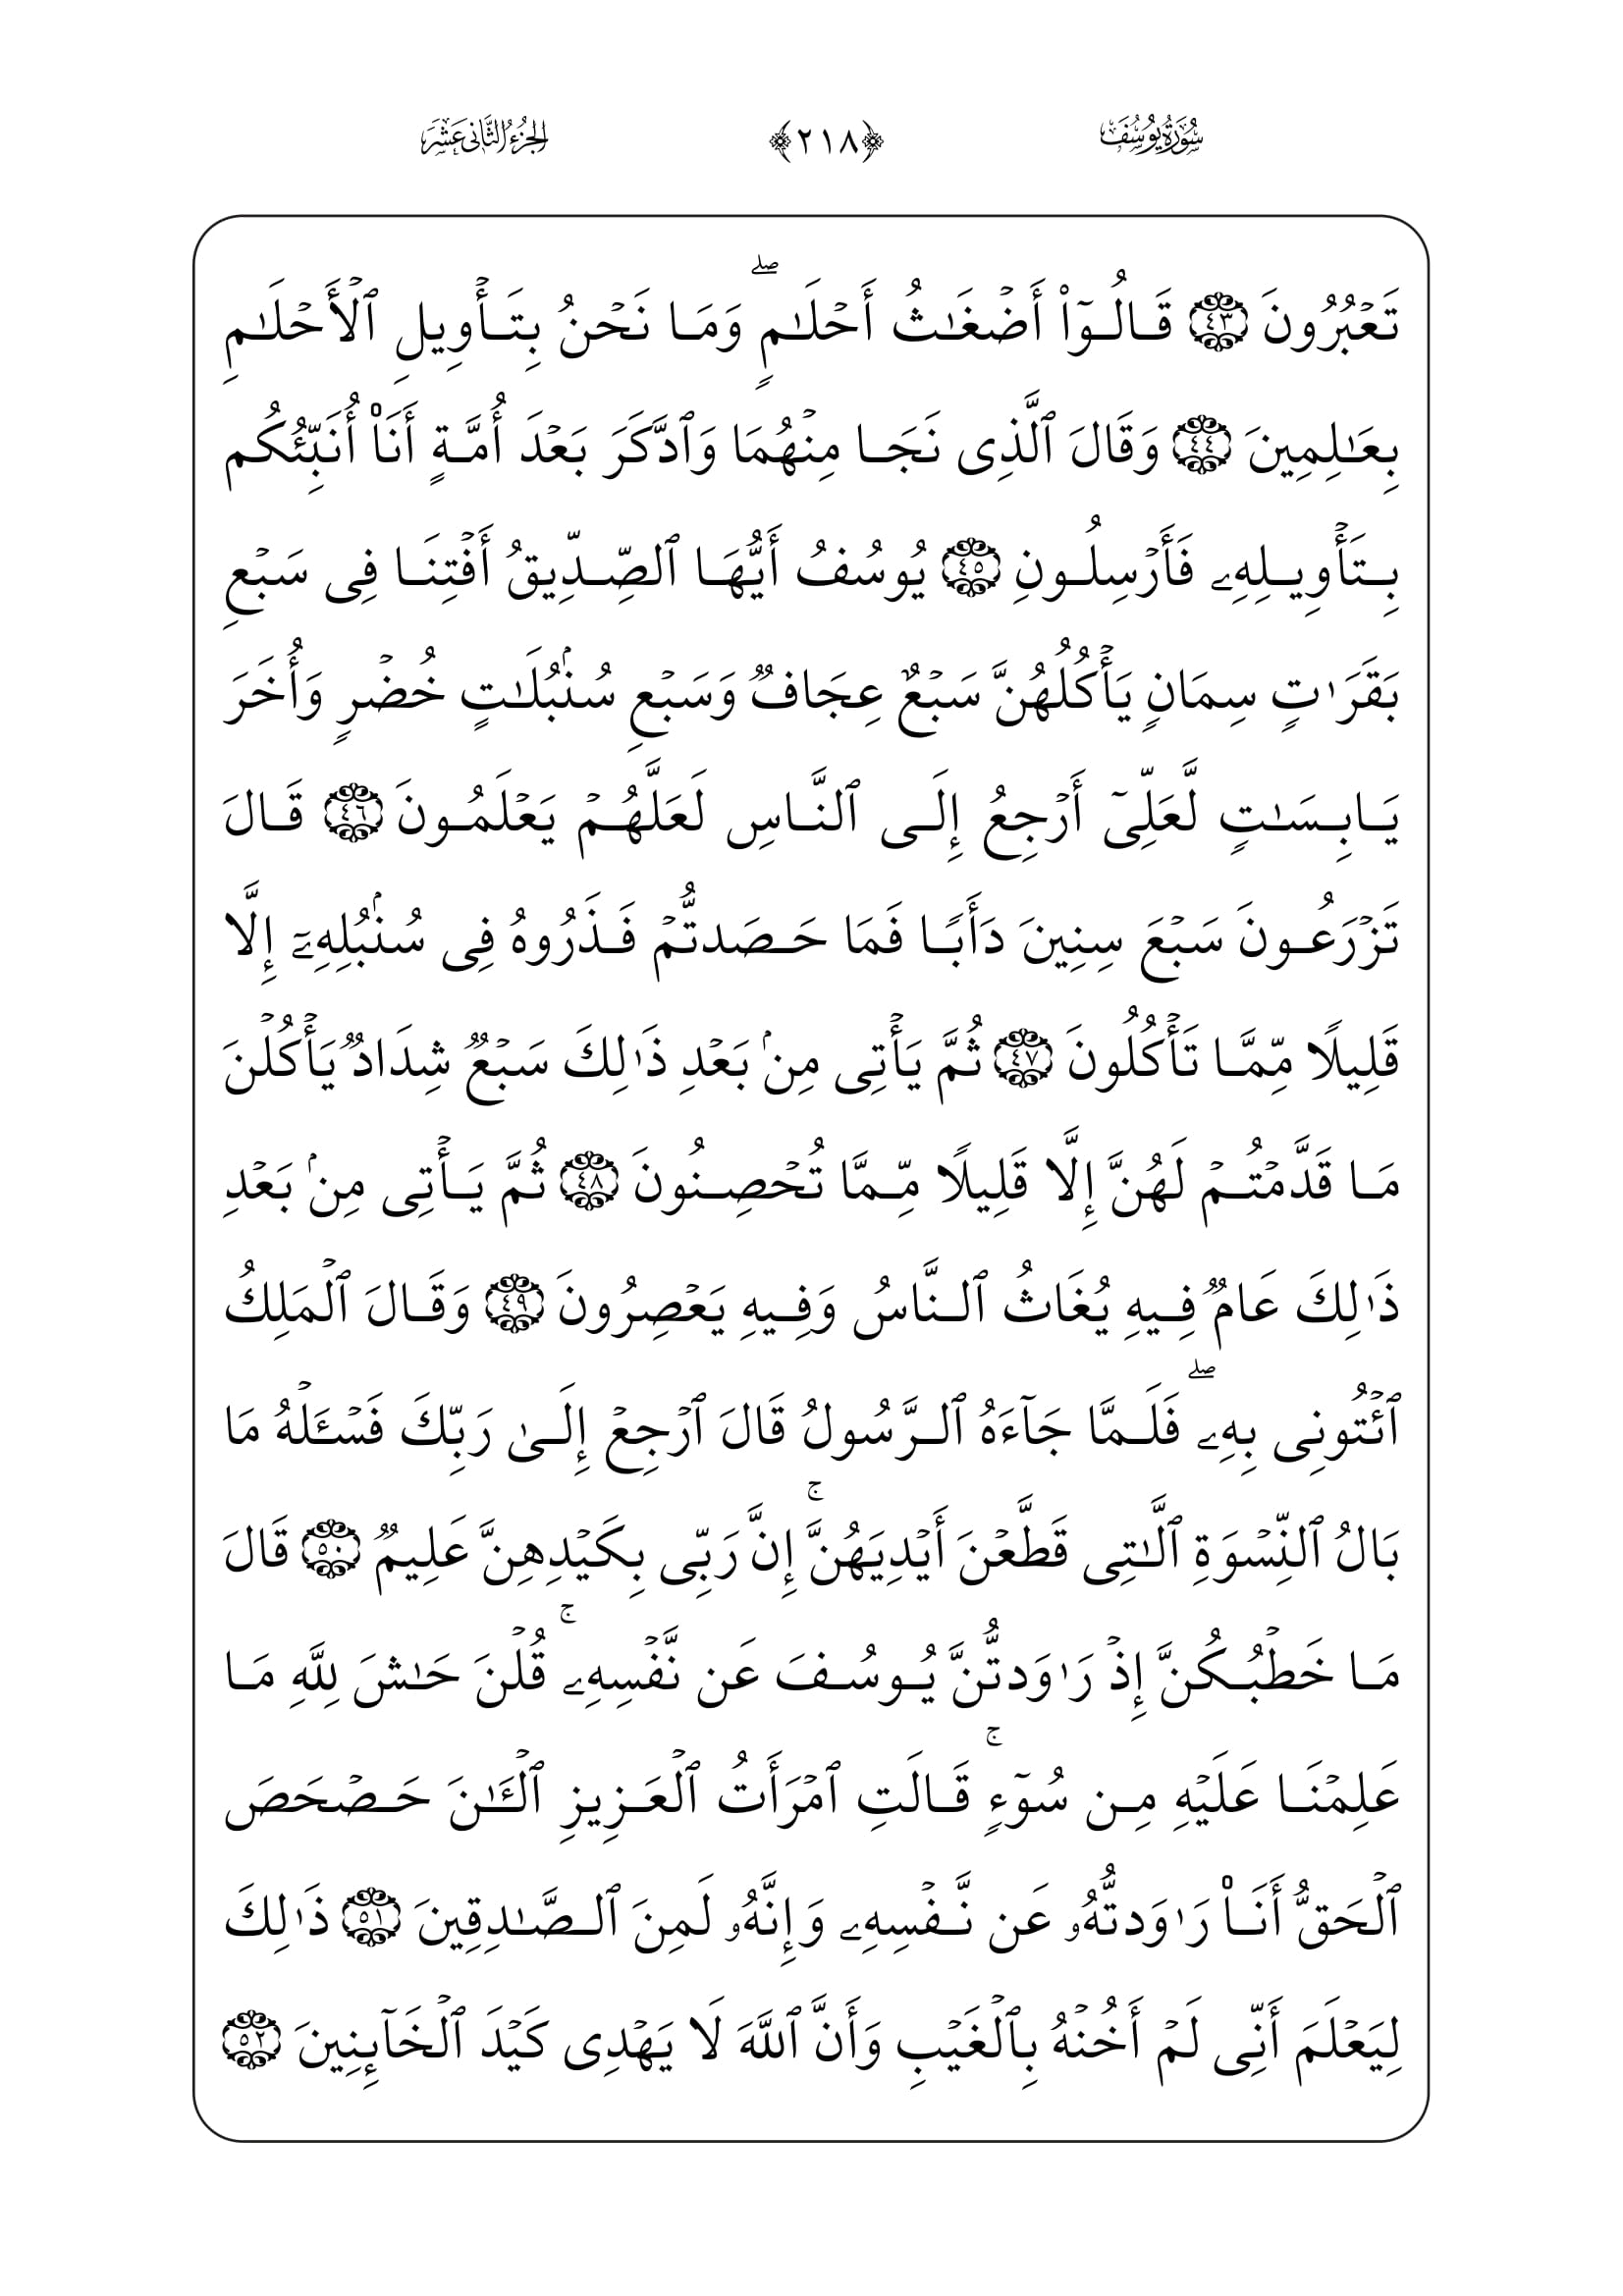 سُورَةُ يُوسُفَ ﴿٢١٨﴾ الجُزْءُ الثَّانِي عَشَرَ
تَعۡبُرُونَ ٤٣ قَالُوٓاْ أَضۡغَٰثُ أَحۡلَٰمٖۖ وَمَا نَحۡنُ بِتَأۡوِيلِ ٱلۡأَحۡلَٰمِ
بِعَٰلِمِينَ ٤٤ وَقَالَ ٱلَّذِي نَجَا مِنۡهُمَا وَٱدَّكَرَ بَعۡدَ أُمَّةٍ أَنَا۠ أُنَبِّئُكُم
بِتَأۡوِيلِهِۦ فَأَرۡسِلُونِ ٤٥ يُوسُفُ أَيُّهَا ٱلصِّدِّيقُ أَفۡتِنَا فِي سَبۡعِ
بَقَرَٰتٖ سِمَانٖ يَأۡكُلُهُنَّ سَبۡعٌ عِجَافٞ وَسَبۡعِ سُنۢبُلَٰتٍ خُضۡرٖ وَأُخَرَ
يَابِسَٰتٖ لَّعَلِّيٓ أَرۡجِعُ إِلَى ٱلنَّاسِ لَعَلَّهُمۡ يَعۡلَمُونَ ٤٦ قَالَ
تَزۡرَعُونَ سَبۡعَ سِنِينَ دَأَبٗا فَمَا حَصَدتُّمۡ فَذَرُوهُ فِي سُنۢبُلِهِۦٓ إِلَّا
قَلِيلٗا مِّمَّا تَأۡكُلُونَ ٤٧ ثُمَّ يَأۡتِي مِنۢ بَعۡدِ ذَٰلِكَ سَبۡعٞ شِدَادٞ يَأۡكُلۡنَ
مَا قَدَّمۡتُمۡ لَهُنَّ إِلَّا قَلِيلٗا مِّمَّا تُحۡصِنُونَ ٤٨ ثُمَّ يَأۡتِي مِنۢ بَعۡدِ
ذَٰلِكَ عَامٞ فِيهِ يُغَاثُ ٱلنَّاسُ وَفِيهِ يَعۡصِرُونَ ٤٩ وَقَالَ ٱلۡمَلِكُ
ٱئۡتُونِي بِهِۦۖ فَلَمَّا جَآءَهُ ٱلرَّسُولُ قَالَ ٱرۡجِعۡ إِلَىٰ رَبِّكَ فَسۡـَٔلۡهُ مَا
بَالُ ٱلنِّسۡوَةِ ٱلَّٰتِي قَطَّعۡنَ أَيۡدِيَهُنَّۚ إِنَّ رَبِّي بِكَيۡدِهِنَّ عَلِيمٞ ٥٠ قَالَ
مَا خَطۡبُكُنَّ إِذۡ رَٰوَدتُّنَّ يُوسُفَ عَن نَّفۡسِهِۦۚ قُلۡنَ حَٰشَ لِلَّهِ مَا
عَلِمۡنَا عَلَيۡهِ مِن سُوٓءٖۚ قَالَتِ ٱمۡرَأَتُ ٱلۡعَزِيزِ ٱلۡـَٰٔنَ حَصۡحَصَ
ٱلۡحَقُّ أَنَا۠ رَٰوَدتُّهُۥ عَن نَّفۡسِهِۦ وَإِنَّهُۥ لَمِنَ ٱلصَّٰدِقِينَ ٥١ ذَٰلِكَ
لِيَعۡلَمَ أَنِّي لَمۡ أَخُنۡهُ بِٱلۡغَيۡبِ وَأَنَّ ٱللَّهَ لَا يَهۡدِي كَيۡدَ ٱلۡخَآئِنِينَ ٥٢